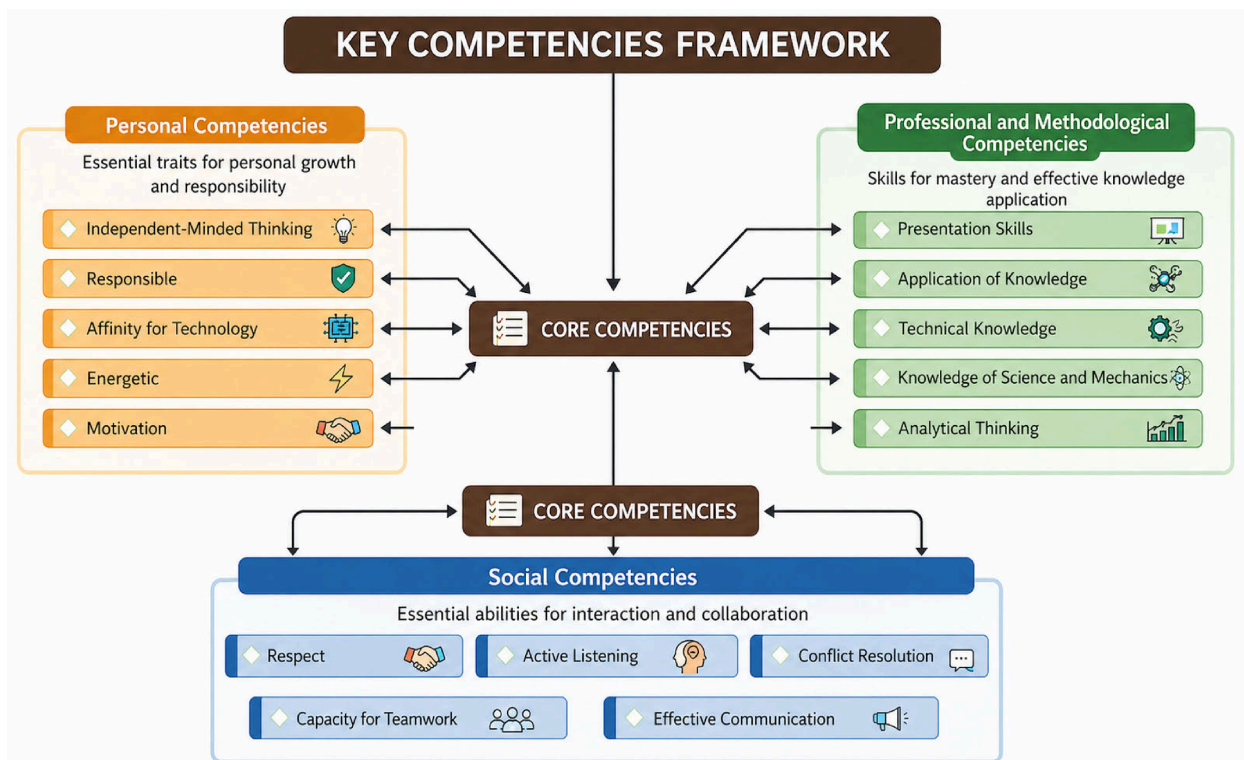 KEY COMPETENCIES FRAMEWORK
Personal Competencies
Essential traits for personal growth
and responsibility
Independent-Minded Thinking
Responsible
Affinity for Technology
Energetic
Motivation
Professional and Methodological
Competencies
Skills for mastery and effective knowledge
application
Presentation Skills
Application of Knowledge
Technical Knowledge
Knowledge of Science and Mechanics
Analytical Thinking
CORE COMPETENCIES
CORE COMPETENCIES
Social Competencies
Essential abilities for interaction and collaboration
Respect
Active Listening
Conflict Resolution
Capacity for Teamwork
Effective Communication